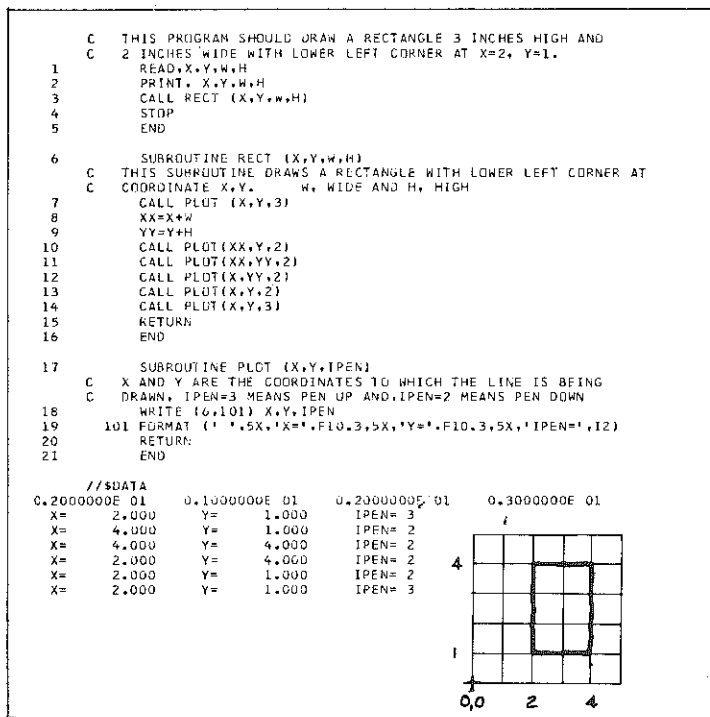 C THIS PROGRAM SHOULD DRAW A RECTANGLE 3 INCHES HIGH AND
C 2 INCHES WIDE WITH LOWER LEFT CORNER AT X=2, Y=1.
1 READ,X,Y,W,H
2 PRINT, X,Y,W,H
3 CALL RECT (X,Y,W,H)
4 STOP
5 END
6 SUBROUTINE RECT (X,Y,W,H)
C THIS SUBROUTINE DRAWS A RECTANGLE WITH LOWER LEFT CORNER AT
C COORDINATE X,Y. W, WIDE AND H, HIGH
7 CALL PLOT (X,Y,3)
8 XX=X+W
9 YY=Y+H
10 CALL PLOT(XX,Y,2)
11 CALL PLOT(XX,YY,2)
12 CALL PLOT(X,YY,2)
13 CALL PLOT(X,Y,2)
14 CALL PLOT(X,Y,3)
15 RETURN
16 END
17 SUBROUTINE PLOT (X,Y,IPEN)
C X AND Y ARE THE COORDINATES TO WHICH THE LINE IS BEING
C DRAWN, IPEN=3 MEANS PEN UP AND,IPEN=2 MEANS PEN DOWN
18 WRITE (6,101) X,Y,IPEN
19 101 FORMAT (' ',5X,'X=',F10.3,5X,'Y=',F10.3,5X,'IPEN=',I2)
20 RETURN
21 END
//$DATA
0.2000000E 01 0.1000000E 01 0.2000000E 01 0.3000000E 01
X= 2.000 Y= 1.000 IPEN= 3
X= 4.000 Y= 1.000 IPEN= 2
X= 4.000 Y= 4.000 IPEN= 2
X= 2.000 Y= 4.000 IPEN= 2
X= 2.000 Y= 1.000 IPEN= 2
X= 2.000 Y= 1.000 IPEN= 3
4
1
0,0 2 4